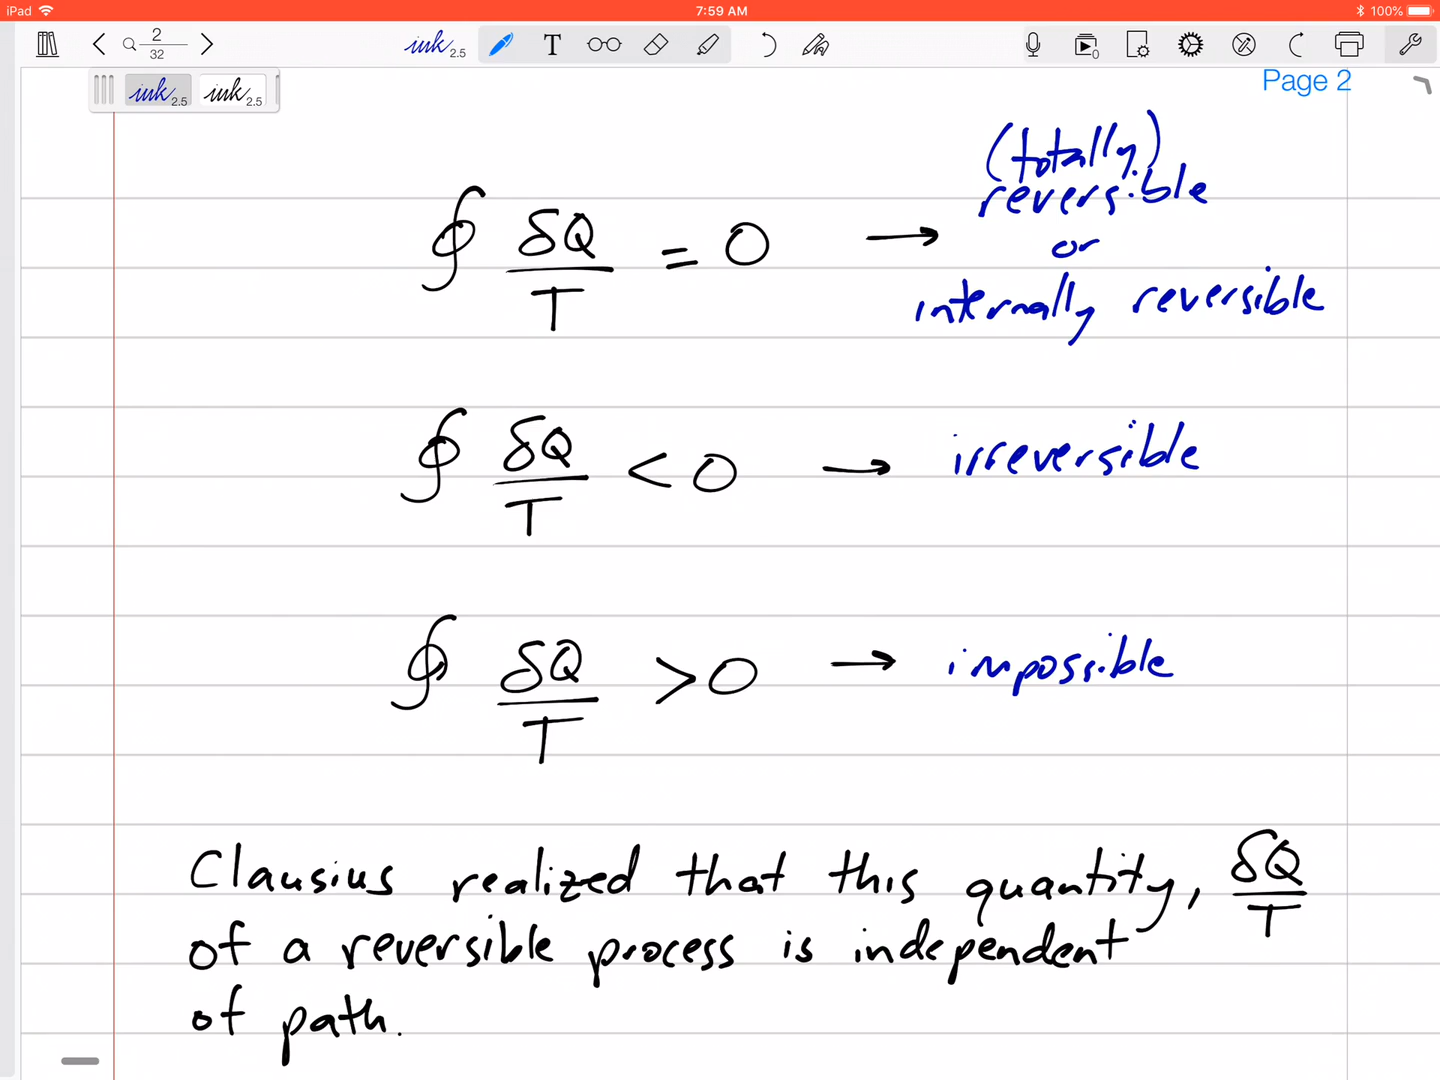 iPad 7:59 AM 100%
2
32
ink 2.5 T 0
ink 2.5 ink 2.5
Page 2
∮ δQ/T = 0 → (totally) reversible or internally reversible
∮ δQ/T < 0 → irreversible
∮ δQ/T > 0 → impossible
Clausius realized that this quantity, δQ/T
of a reversible process is independent
of path.